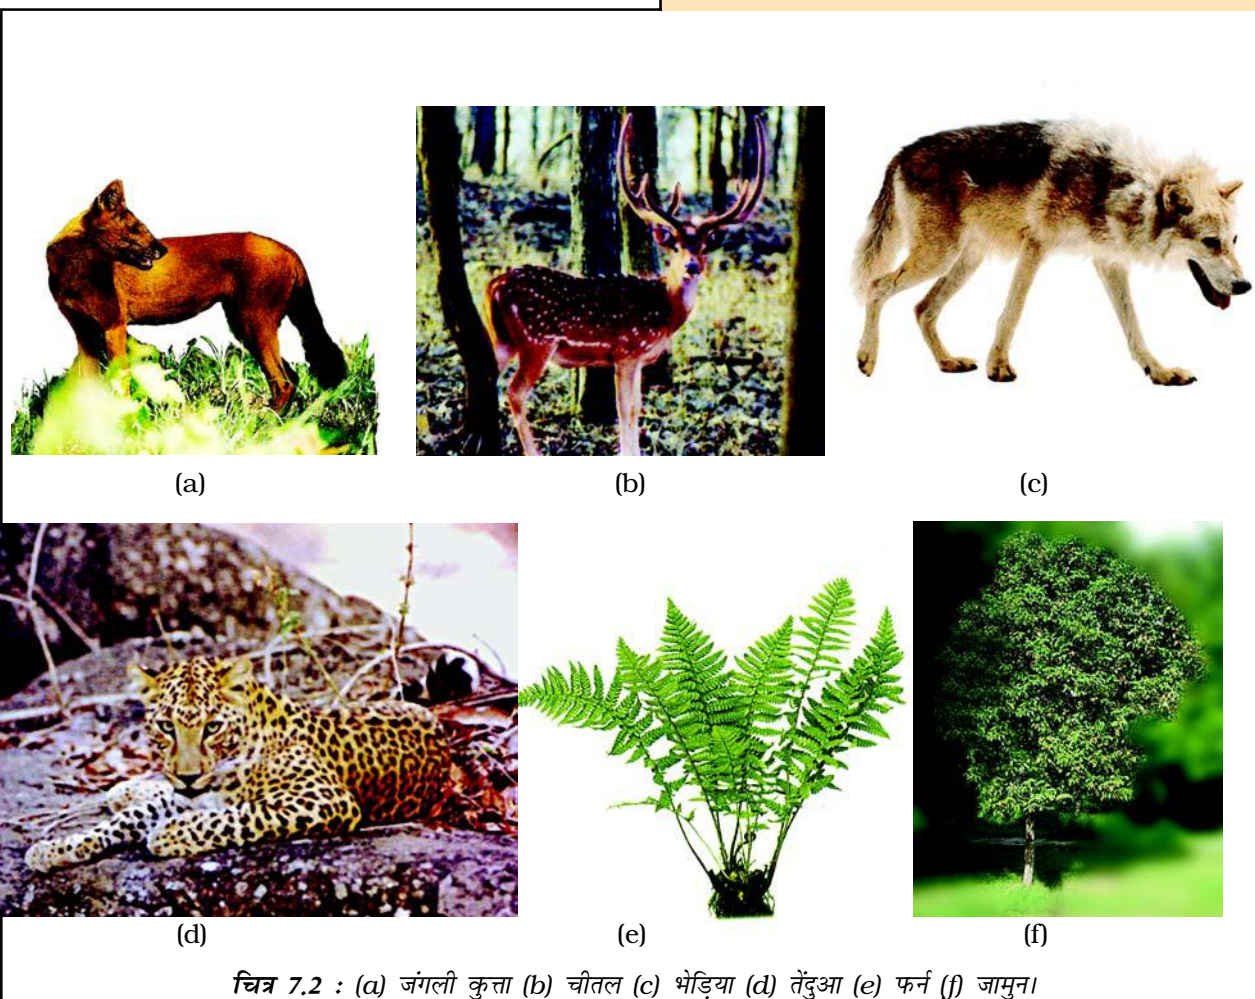 (a) (b) (c)
(d) (e) (f)
चित्र 7.2 : (a) जंगली कुत्ता (b) चीतल (c) भेड़िया (d) तेंदुआ (e) फर्न (f) जामुन।